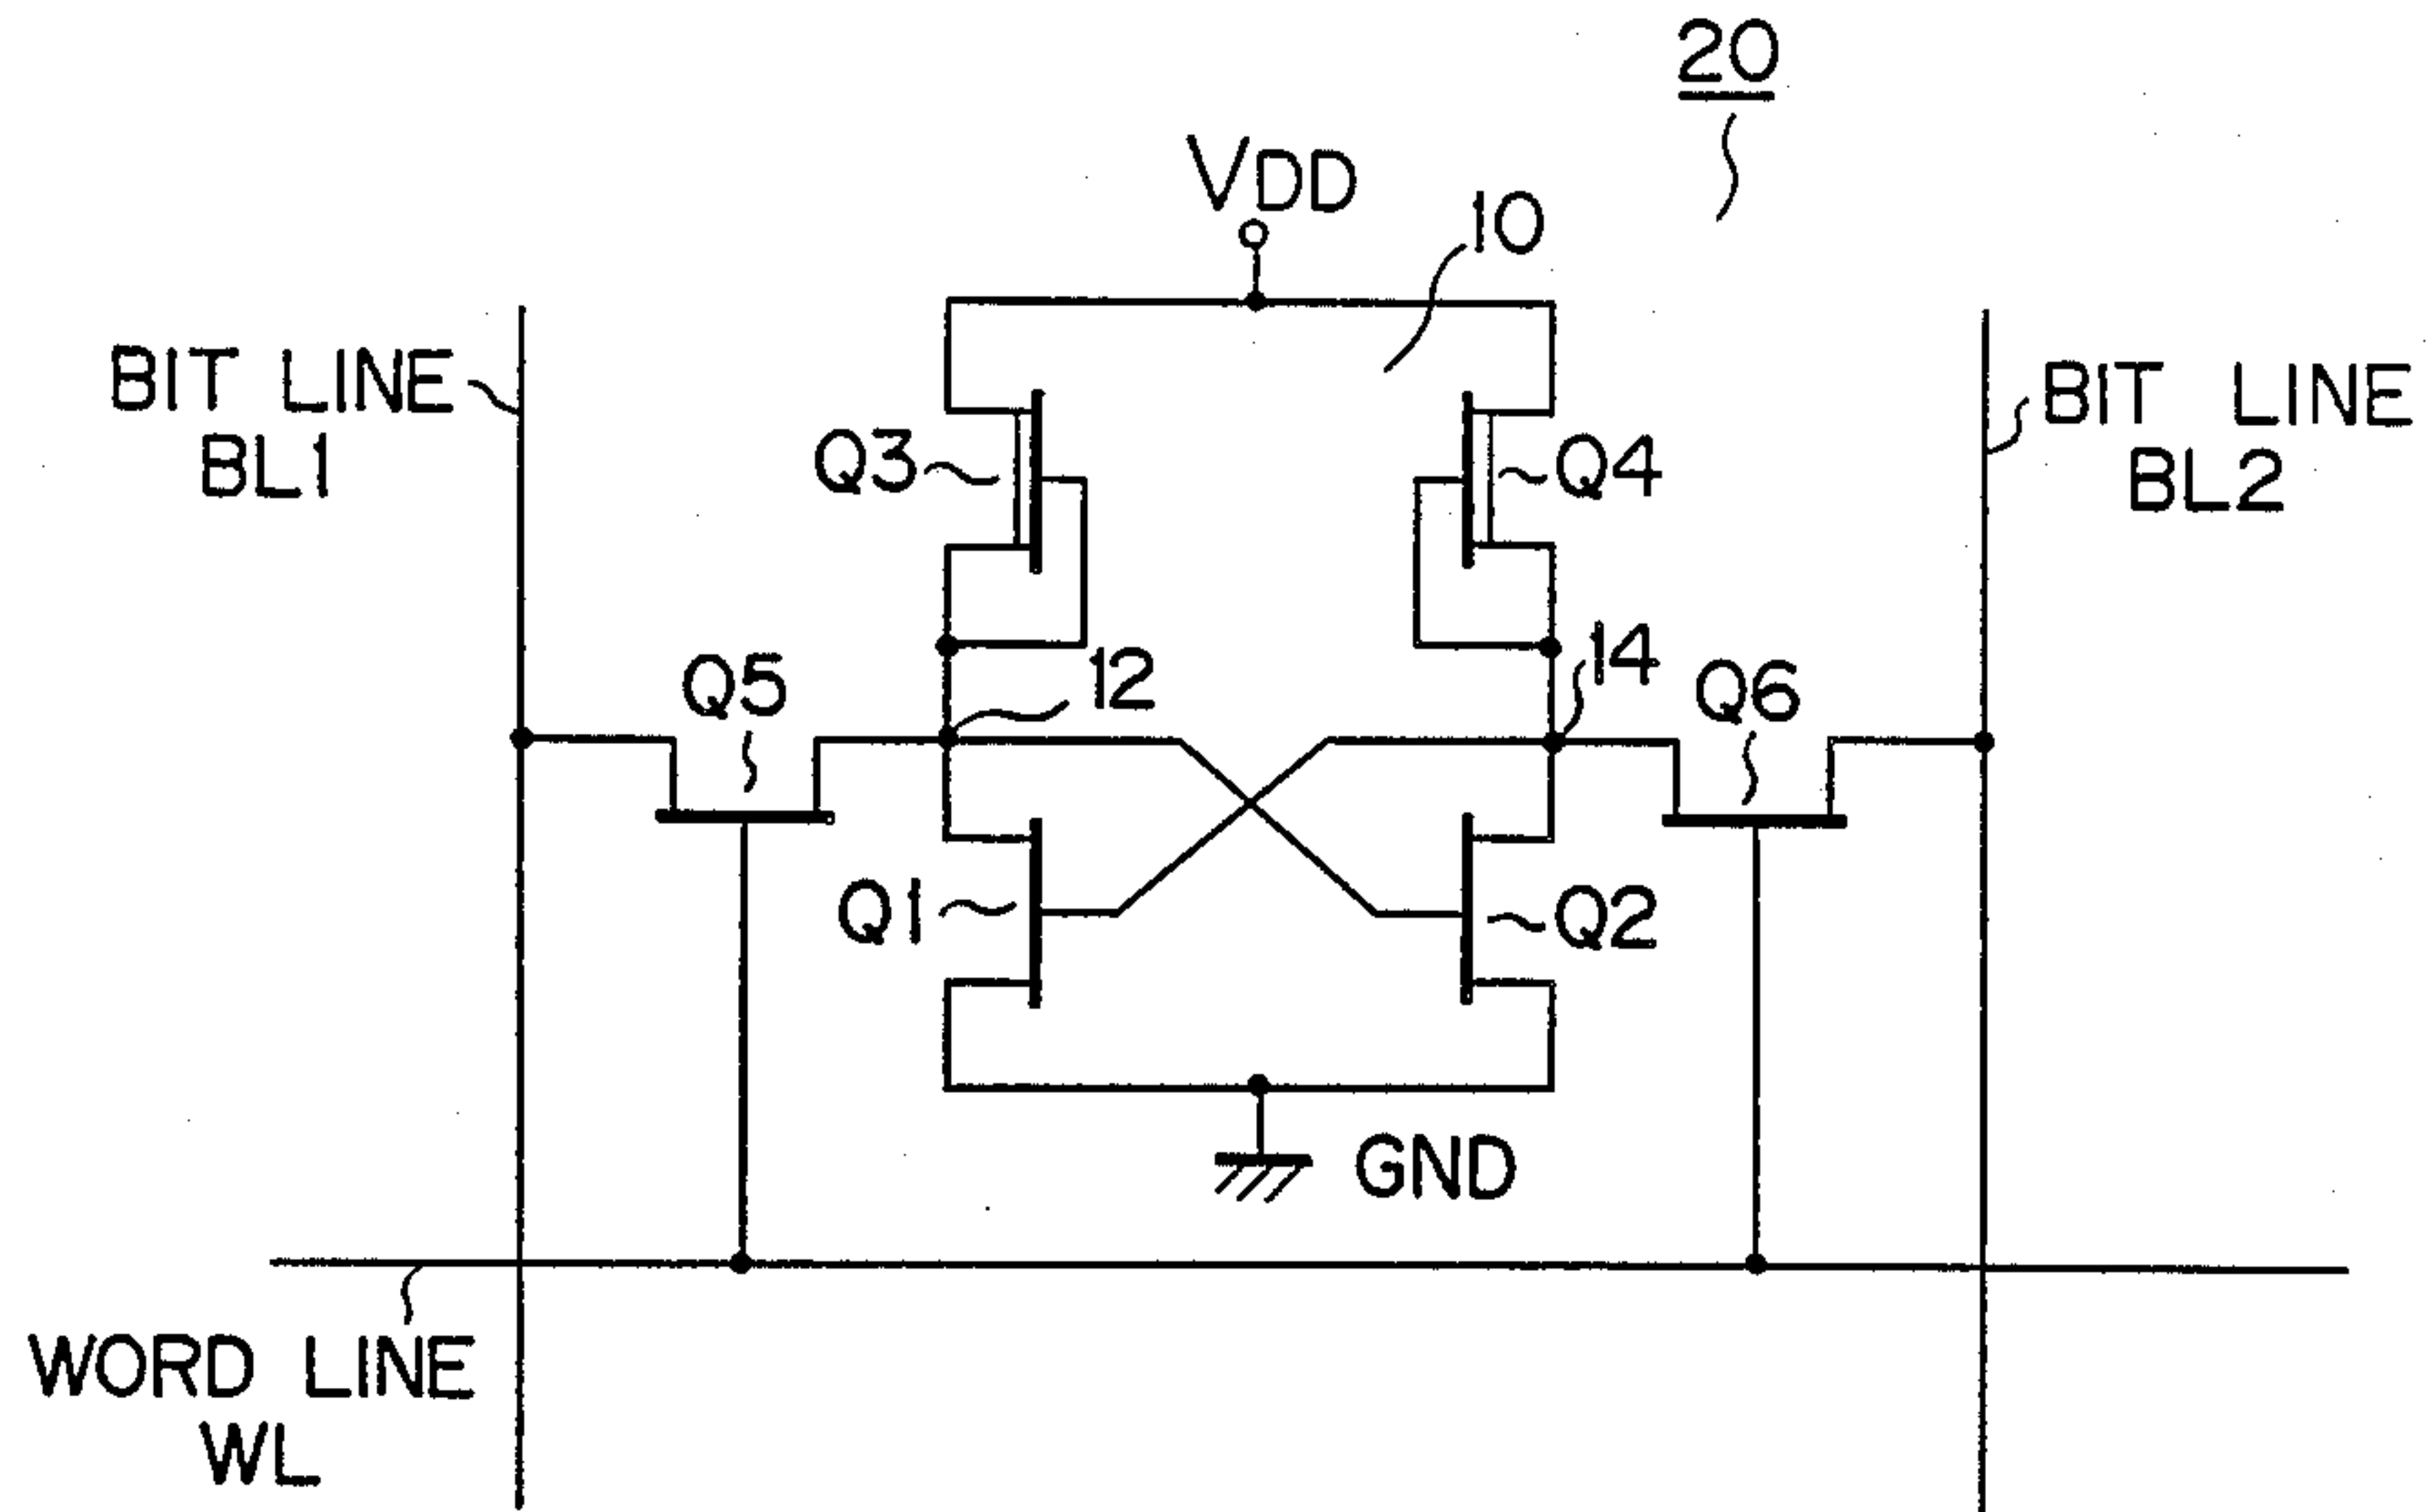 20
VDD
10
BIT LINE
BL1
BIT LINE
BL2
Q3
Q4
Q5
12
14
Q6
Q1
Q2
GND
WORD LINE
WL